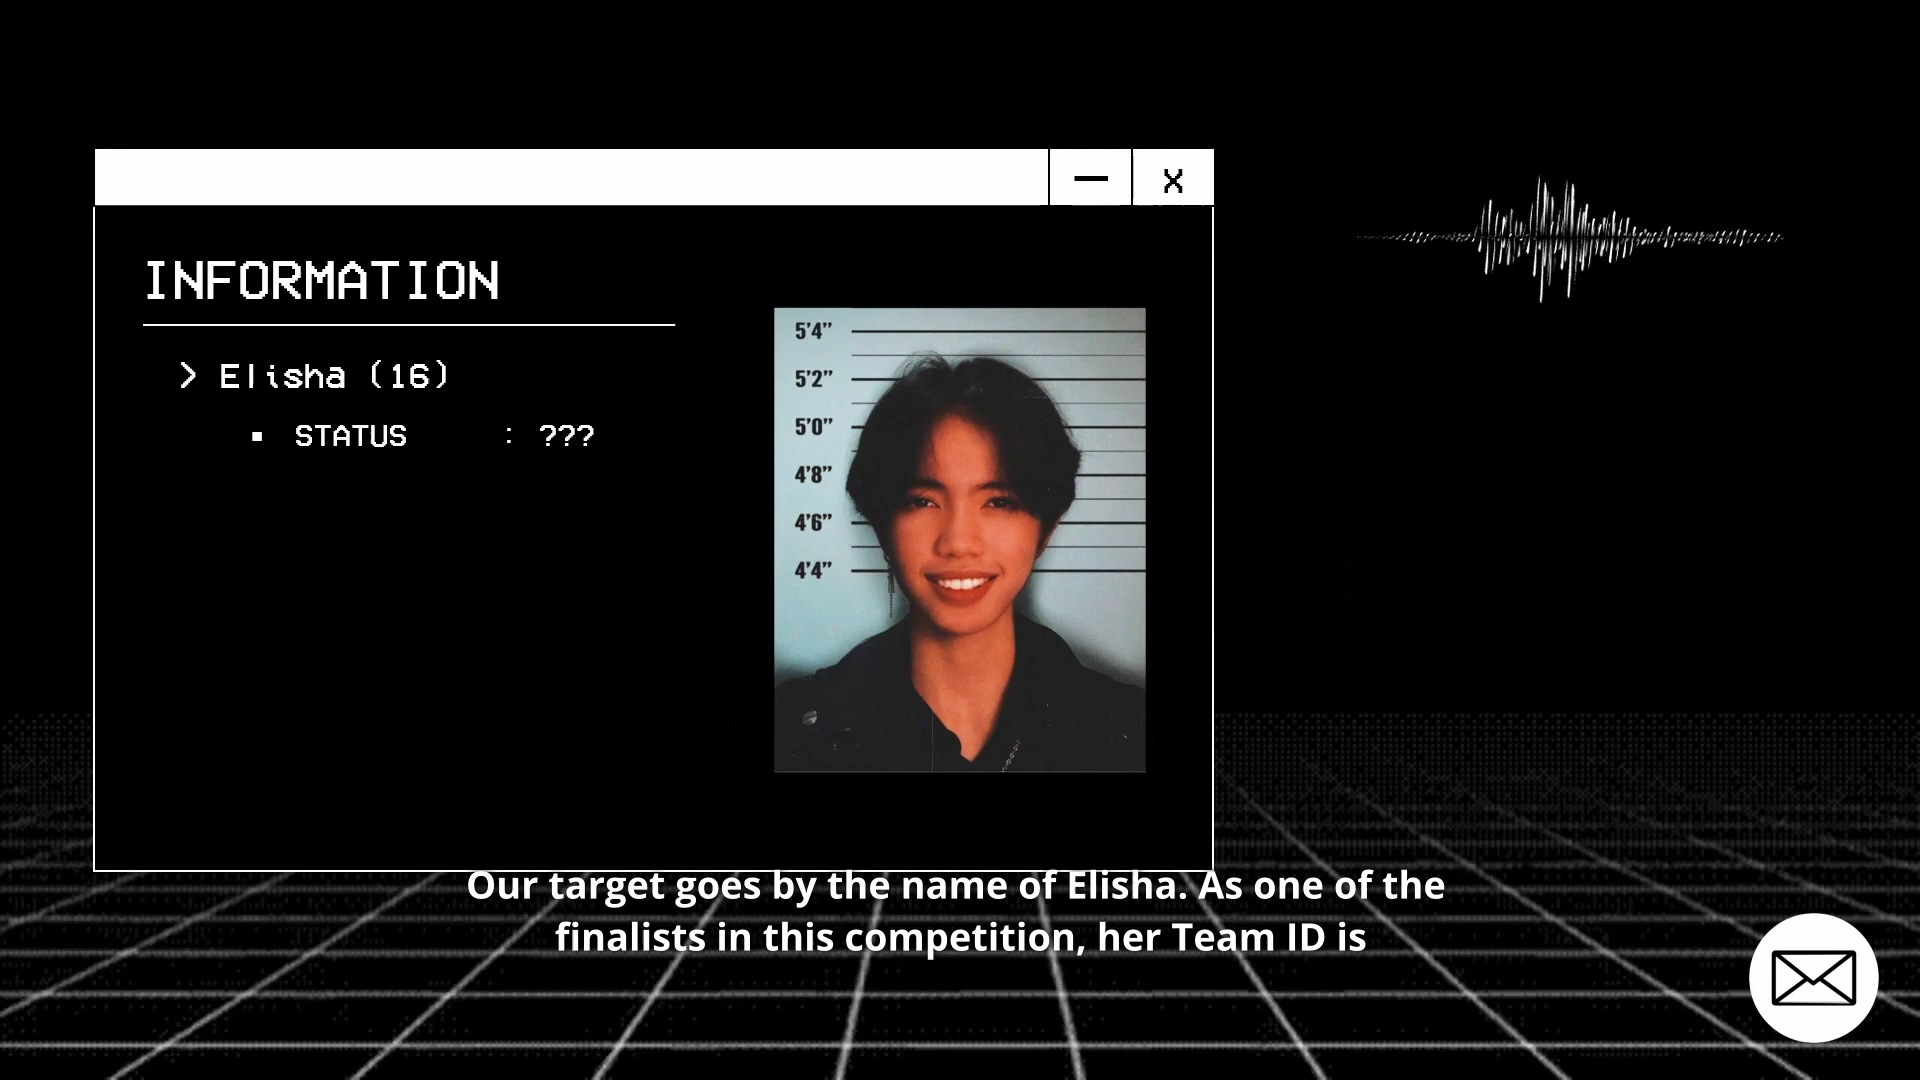 x
INFORMATION
> Elisha (16)
▪ STATUS : ???
5'4”
5'2”
5'0”
4'8”
4'6”
4'4”
Our target goes by the name of Elisha. As one of the
finalists in this competition, her Team ID is